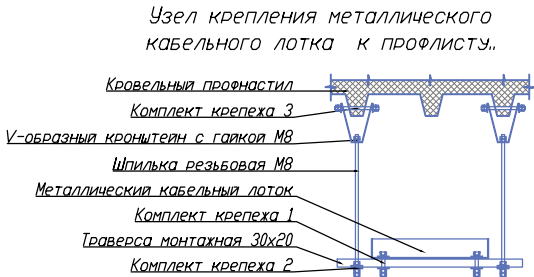 Узел крепления металлического
кабельного лотка к профлисту..
Кровельный профнастил
Комплект крепежа 3
V-образный кронштейн с гайкой М8
Шпилька резьбовая М8
Металлический кабельный лоток
Комплект крепежа 1
Траверса монтажная 30х20
Комплект крепежа 2